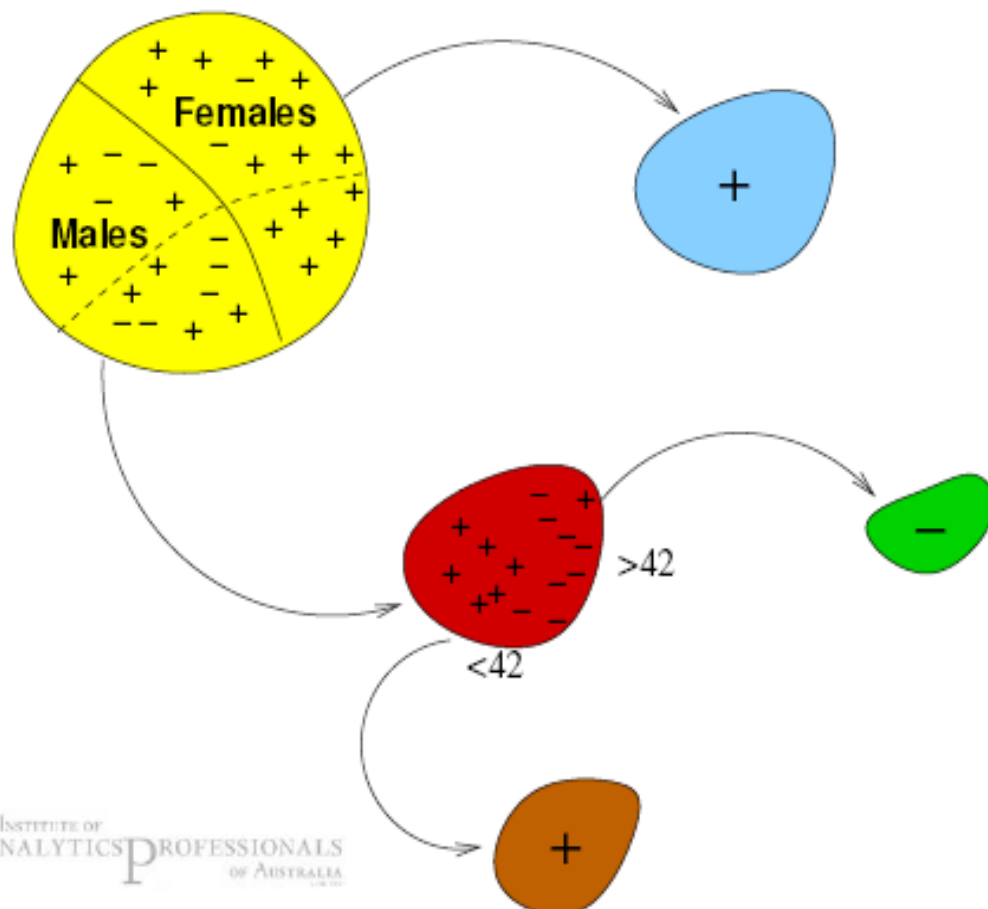 Females
Males
>42
<42
INSTITUTE OF
NALYTICS PROFESSIONALS
OF AUSTRALIA